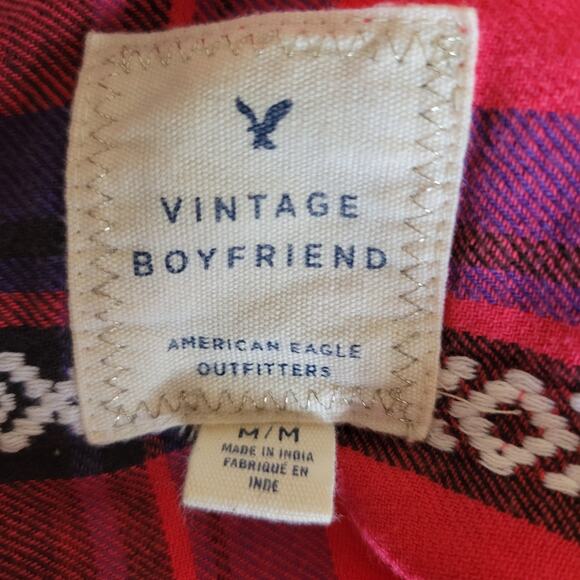 VINTAGE
BOYFRIEND
AMERICAN EAGLE
OUTFITTERS
M/M
MADE IN INDIA
FABRIQUÉ EN
INDE